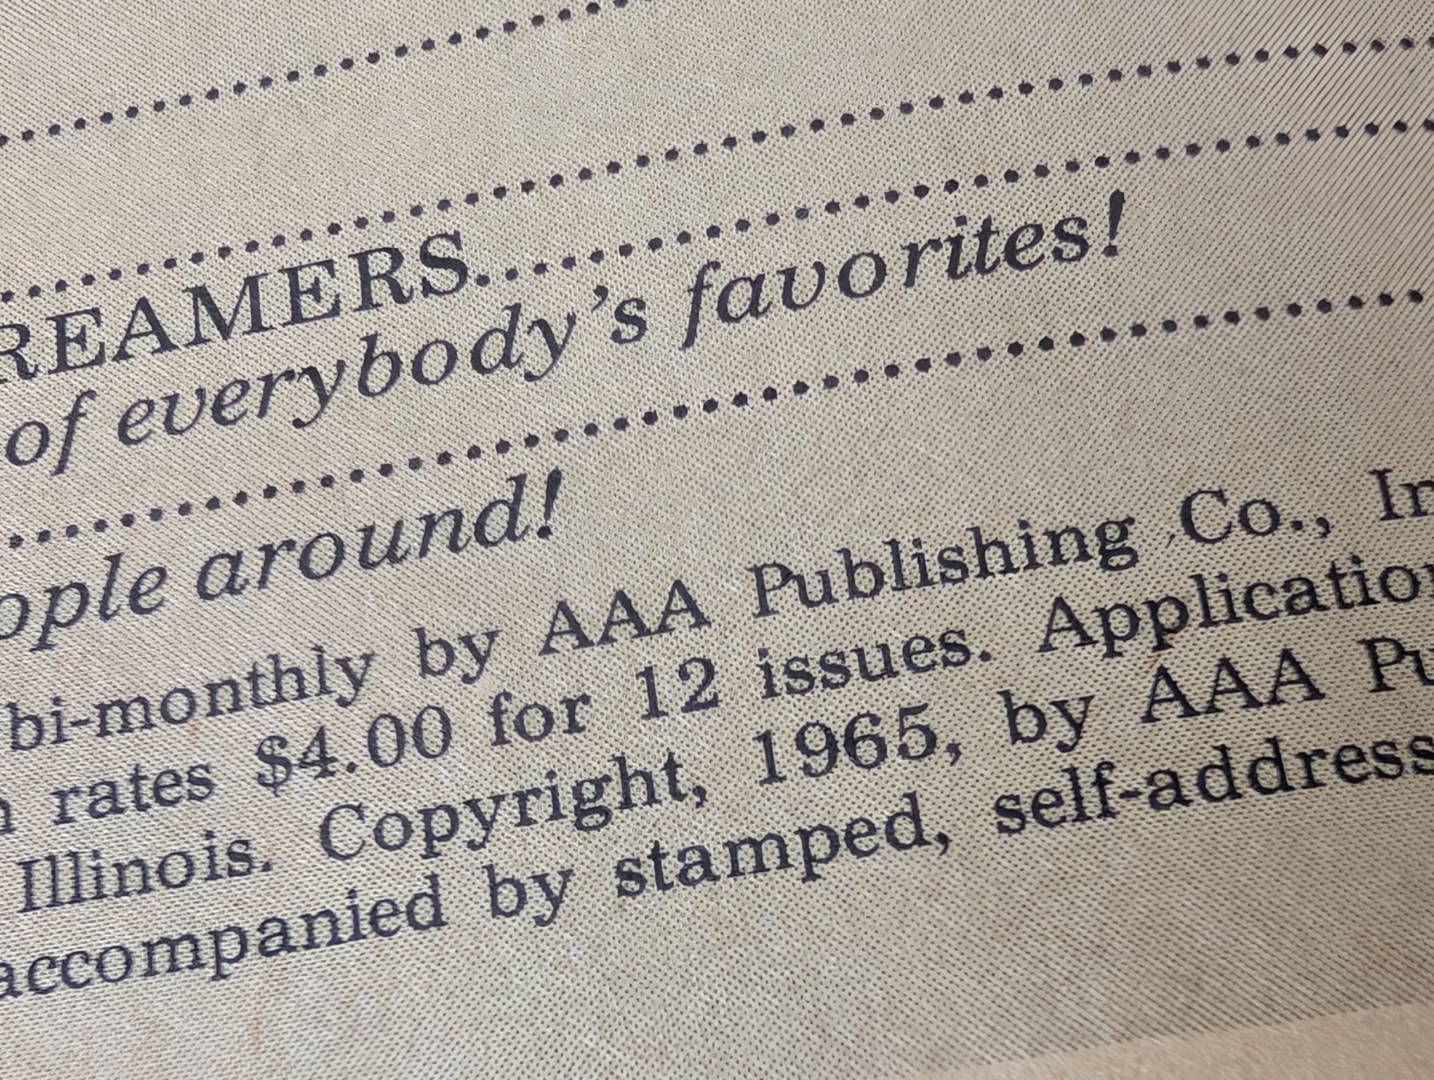 REAMERS
of everybody's favorites!
ople around!
bi-monthly by AAA Publishing Co., In
rates $4.00 for 12 issues. Application
Illinois. Copyright, 1965, by AAA Pu
accompanied by stamped, self-address